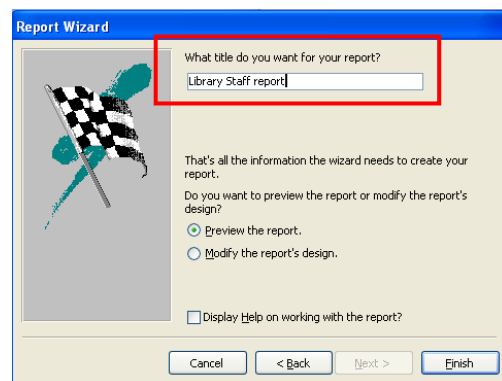 Report Wizard
What title do you want for your report?
Library Staff report
That's all the information the wizard needs to create your
report.
Do you want to preview the report or modify the report's
design?
Preview the report.
Modify the report's design.
Display Help on working with the report?
Cancel
< Back
Next >
Finish